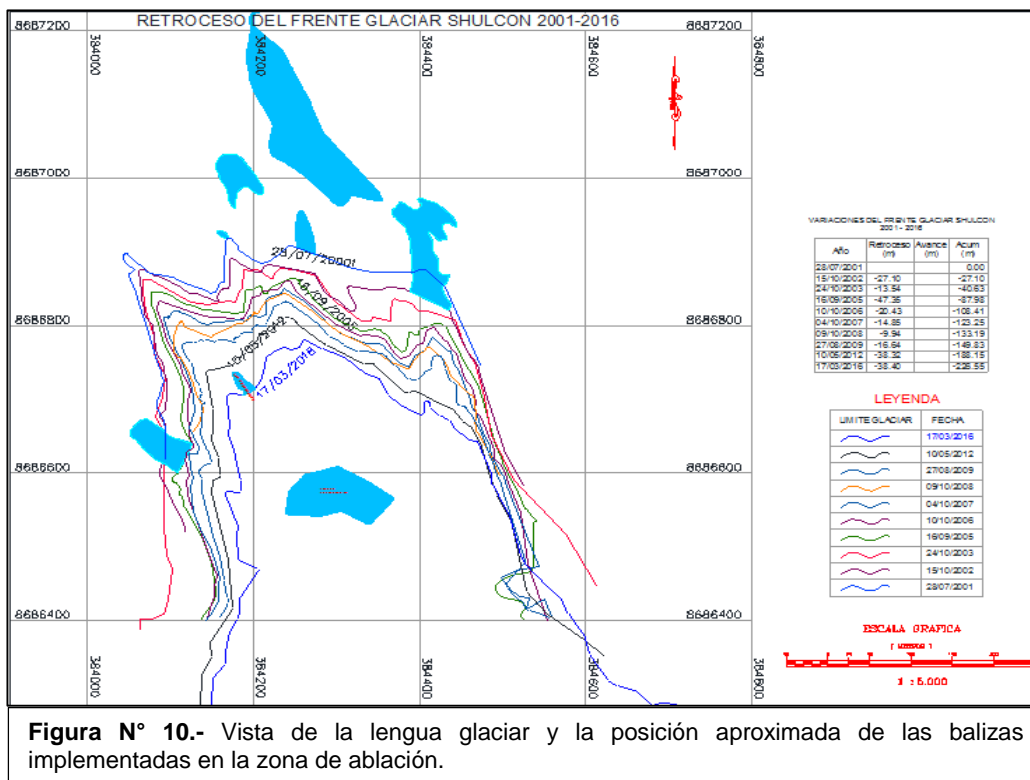 RETROCESO DEL FRENTE GLACIAR SHULCON 2001-2016
8687200
384000
384200
384400
384600
384800
8687200
8687000
8687000
28/07/20001
8686800
16/09/2005
10/05/2012
17/03/2016
8686800
8686600
8686600
8686400
8686400
384000
384200
384400
384600
384800
VARIACIONES DEL FRENTE GLACIAR SHULCON
2001 - 2016
Año Retroceso (m) Avance (m) Acum (m)
28/07/2001 0.00
15/10/2002 -27.10 -27.10
24/10/2003 -13.54 -40.63
16/09/2005 -47.35 -87.98
10/10/2006 -20.43 -108.41
04/10/2007 -14.85 -123.25
09/10/2008 -9.94 -133.19
27/08/2009 -16.64 -149.83
10/05/2012 -38.32 -188.15
17/03/2016 -38.40 -226.55
LEYENDA
LIMITE GLACIAR FECHA
17/03/2016
10/05/2012
27/08/2009
09/10/2008
04/10/2007
10/10/2006
16/09/2005
24/10/2003
15/10/2002
28/07/2001
ESCALA GRAFICA
1 : 5.000
Figura N° 10.- Vista de la lengua glaciar y la posición aproximada de las balizas
implementadas en la zona de ablación.